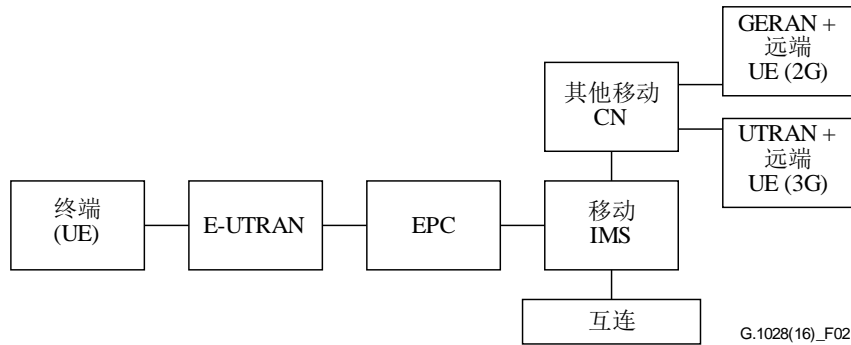 GERAN +
远端
UE (2G)
其他移动
CN
UTRAN +
远端
UE (3G)
终端
(UE)
E-UTRAN
EPC
移动
IMS
互连
G.1028(16)_F02